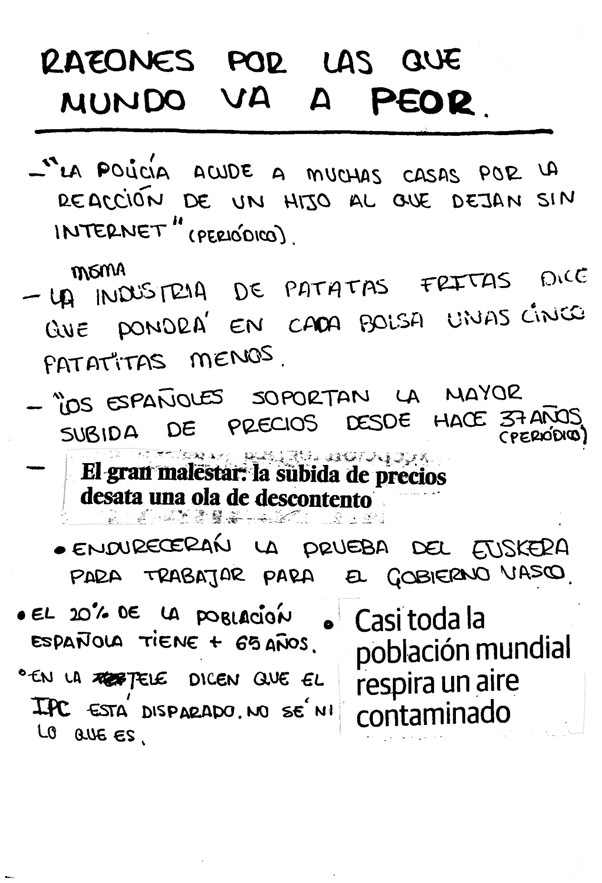 RAZONES POR LAS QUE
MUNDO VA A PEOR.
- "LA POLICÍA ACUDE A MUCHAS CASAS POR LA
REACCIÓN DE UN HIJO AL QUE DEJAN SIN
INTERNET" (PERIÓDICO).
MISMA
- LA INDUSTRIA DE PATATAS FRITAS DICE
QUE PONDRÁ EN CADA BOLSA UNAS CINCO
PATATITAS MENOS.
- "LOS ESPAÑOLES SOPORTAN LA MAYOR
SUBIDA DE PRECIOS DESDE HACE 37 AÑOS
(PERIÓDICO)
- El gran malestar: la subida de precios
desata una ola de descontento
• ENDURECERÁN LA PRUEBA DEL EUSKERA
PARA TRABAJAR PARA EL GOBIERNO VASCO.
• EL 20% DE LA POBLACIÓN
ESPAÑOLA TIENE + 65 AÑOS.
• EN LA TELE DICEN QUE EL
IPC ESTÁ DISPARADO. NO SÉ NI
LO QUE ES.
• Casi toda la
población mundial
respira un aire
contaminado